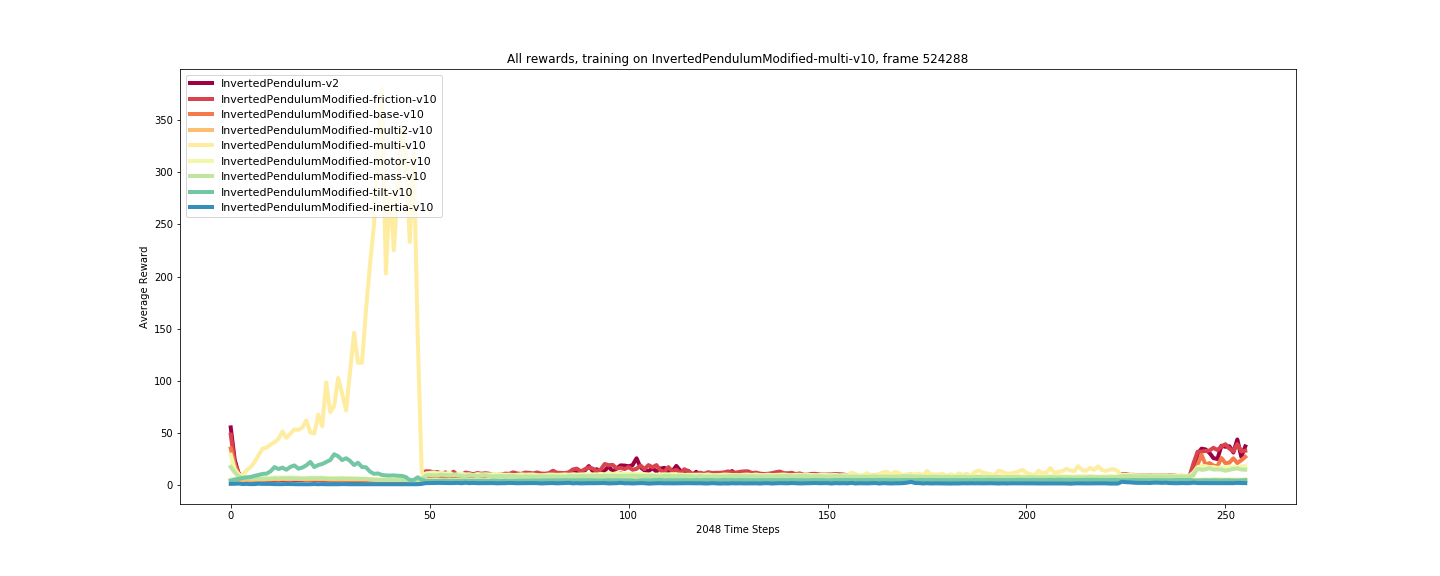 All rewards, training on InvertedPendulumModified-multi-v10, frame 524288
InvertedPendulum-v2
InvertedPendulumModified-friction-v10
InvertedPendulumModified-base-v10
InvertedPendulumModified-multi2-v10
InvertedPendulumModified-multi-v10
InvertedPendulumModified-motor-v10
InvertedPendulumModified-mass-v10
InvertedPendulumModified-tilt-v10
InvertedPendulumModified-inertia-v10
Average Reward
350
300
250
200
150
100
50
0
0 50 100 150 200 250
2048 Time Steps